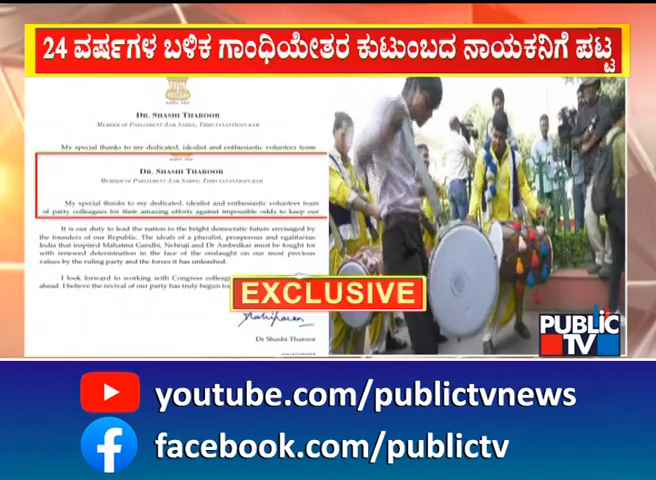 24 ವರ್ಷಗಳ ಬಳಿಕ ಗಾಂಧಿಯೇತರ ಕುಟುಂಬದ ನಾಯಕನಿಗೆ ಪಟ್ಟ
DR. SHASHI THAROOR
MEMBER OF PARLIAMENT (LOK SABHA), THIRUVANANTHAPURAM
My special thanks to my dedicated, idealist and enthusiastic volunteer team
DR. SHASHI THAROOR
MEMBER OF PARLIAMENT (LOK SABHA), THIRUVANANTHAPURAM
My special thanks to my dedicated, idealist and enthusiastic volunteer team
of party colleagues for their amazing efforts against impossible odds to keep our
It is our duty to lead the nation to the bright democratic future envisaged by
the founders of our Republic. The ideals of a pluralist, prosperous and egalitarian
India that inspired Mahatma Gandhi, Nehruji and Dr Ambedkar must be fought for
with renewed determination in the face of the onslaught on our most precious
values by the ruling party and the forces it has unleashed.
I look forward to working with Congress colleag
ahead. I believe the revival of our party has truly begun to
EXCLUSIVE
Dr Shashi Tharoor
PUBLIC
TV
youtube.com/publictvnews
facebook.com/publictv